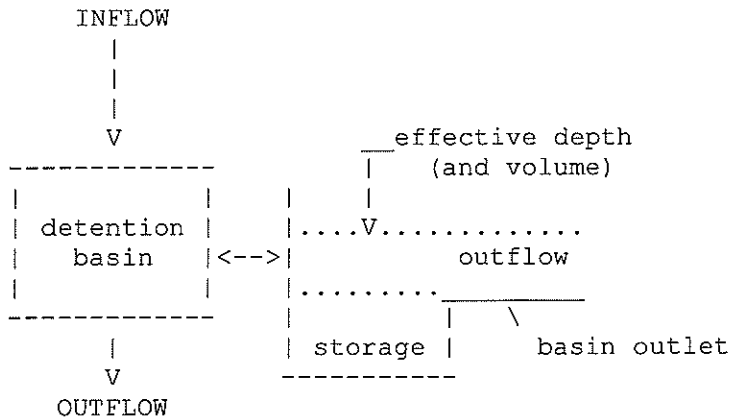 INFLOW
effective depth
(and volume)
detention
basin
outflow
storage
basin outlet
OUTFLOW